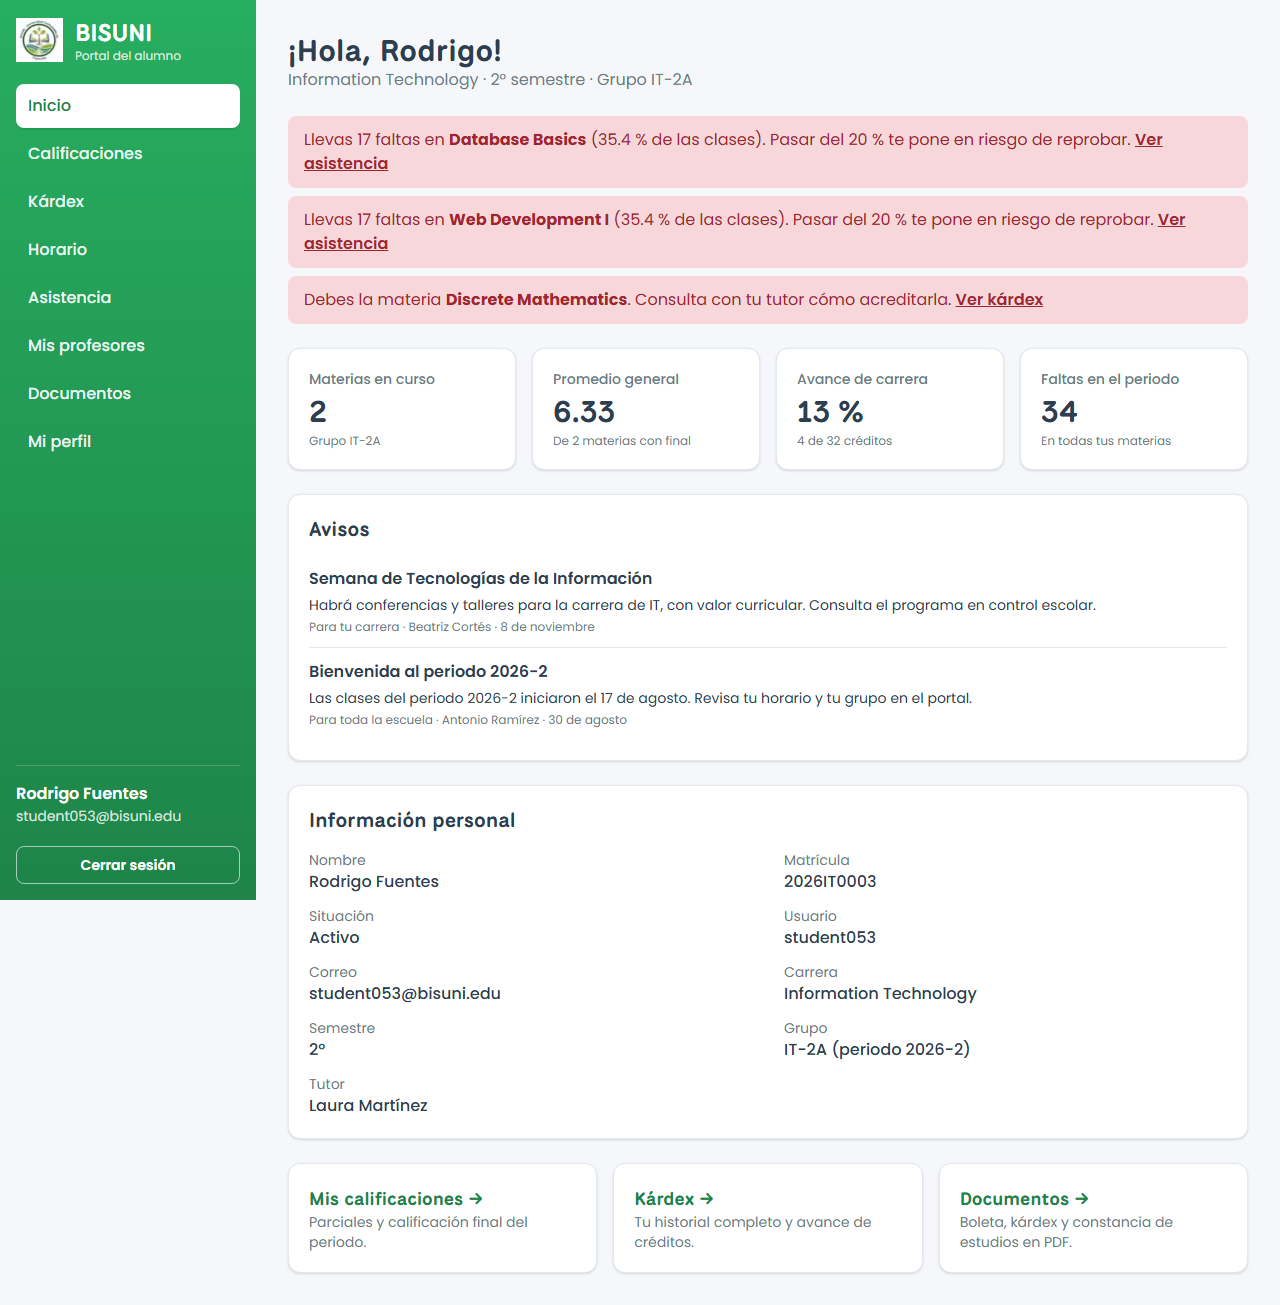 BISUNI
Portal del alumno
Inicio
Calificaciones
Kárdex
Horario
Asistencia
Mis profesores
Documentos
Mi perfil
Rodrigo Fuentes
student053@bisuni.edu
Cerrar sesión
¡Hola, Rodrigo!
Information Technology · 2º semestre · Grupo IT-2A
Llevas 17 faltas en Database Basics (35.4 % de las clases). Pasar del 20 % te pone en riesgo de reprobar. Ver
asistencia
Llevas 17 faltas en Web Development I (35.4 % de las clases). Pasar del 20 % te pone en riesgo de reprobar. Ver
asistencia
Debes la materia Discrete Mathematics. Consulta con tu tutor cómo acreditarla. Ver kárdex
Materias en curso
2
Grupo IT-2A
Promedio general
6.33
De 2 materias con final
Avance de carrera
13 %
4 de 32 créditos
Faltas en el periodo
34
En todas tus materias
Avisos
Semana de Tecnologías de la Información
Habrá conferencias y talleres para la carrera de IT, con valor curricular. Consulta el programa en control escolar.
Para tu carrera · Beatriz Cortés · 8 de noviembre
Bienvenida al periodo 2026-2
Las clases del periodo 2026-2 iniciaron el 17 de agosto. Revisa tu horario y tu grupo en el portal.
Para toda la escuela · Antonio Ramírez · 30 de agosto
Información personal
Nombre
Rodrigo Fuentes
Matrícula
2026IT0003
Situación
Activo
Usuario
student053
Correo
student053@bisuni.edu
Carrera
Information Technology
Semestre
2º
Grupo
IT-2A (periodo 2026-2)
Tutor
Laura Martínez
Mis calificaciones →
Parciales y calificación final del
periodo.
Kárdex →
Tu historial completo y avance de
créditos.
Documentos →
Boleta, kárdex y constancia de
estudios en PDF.